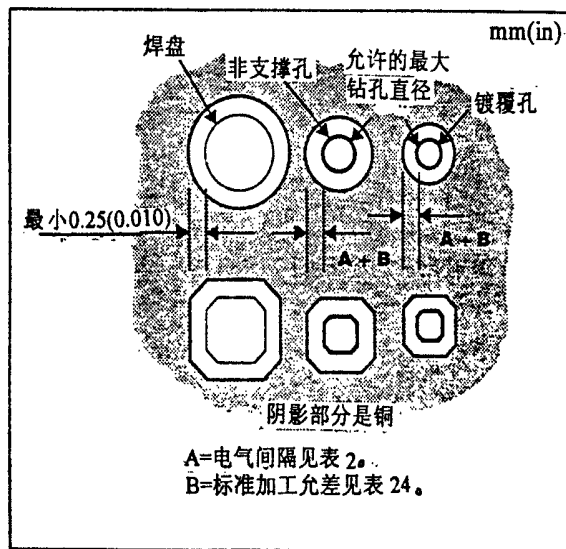 mm(in)
焊盘
非支撑孔
允许的最大
钻孔直径
镀覆孔
最小0.25(0.010)
A + B
A + B
阴影部分是铜
A=电气间隔见表 2。
B=标准加工允差见表 24。